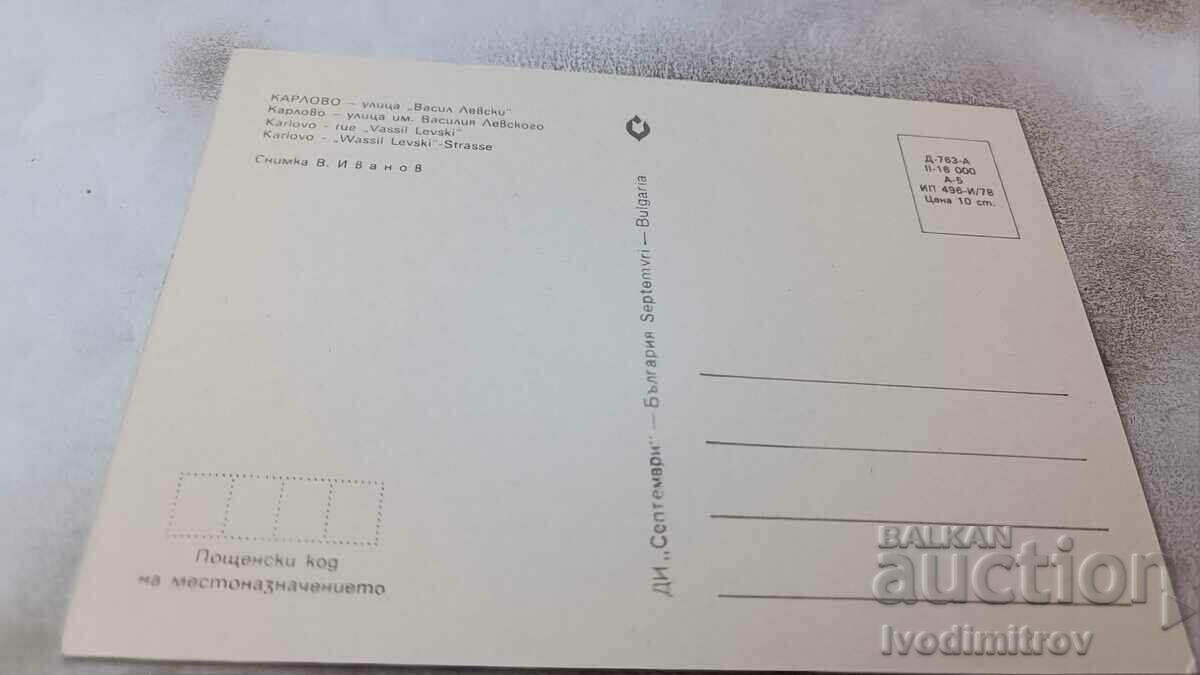 КАРЛОВО – улица „Васил Левски"
Карлово – улица им. Василия Левского
Karlovo - rue „Vassil Levski"
Karlovo - „Wassil Levski"-Strasse
Снимка В. Иванов
Д-763-А
II-16 000
А-5
ИП 496-И/78
Цена 10 ст.
ДИ „Септември" — България Septemvri — Bulgaria
Пощенски код
на местоназначението
BALKAN
auction
Ivodimitrov